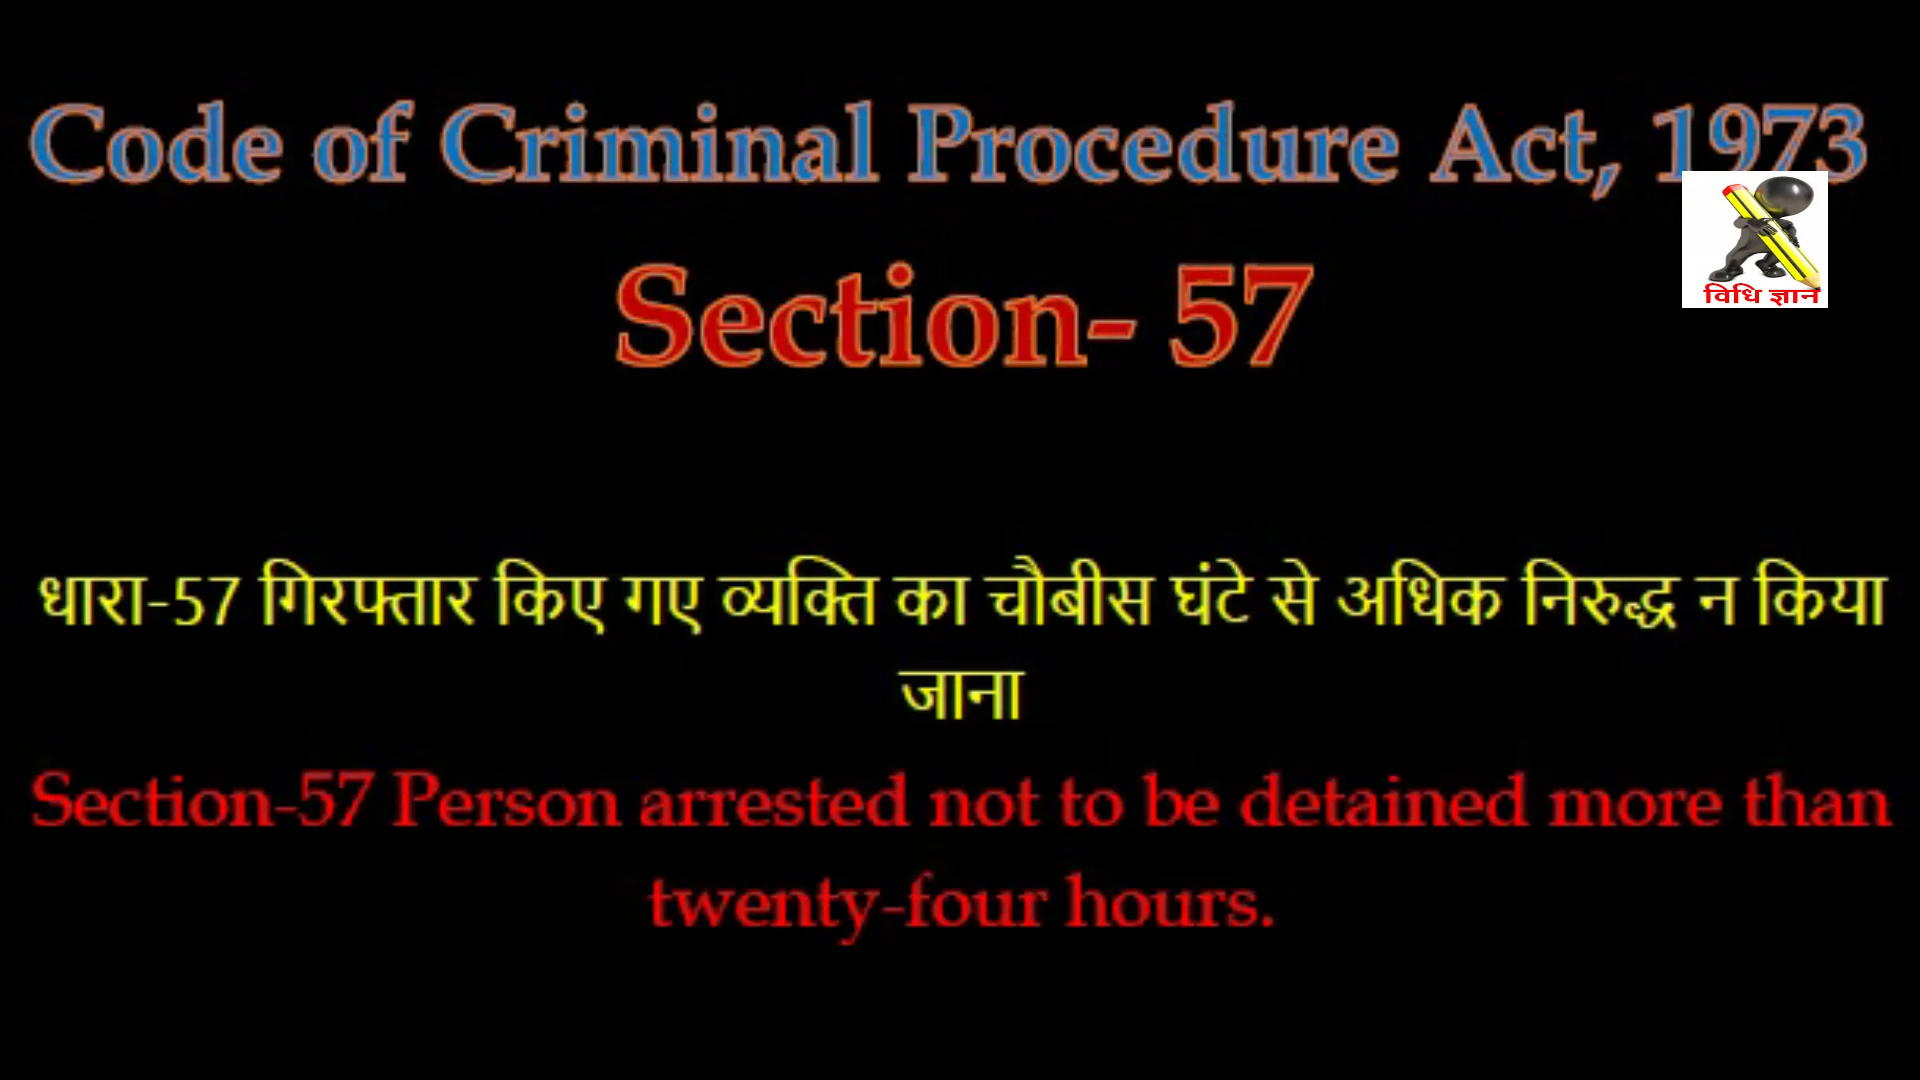 Code of Criminal Procedure Act, 1973
विधि ज्ञान
Section- 57
धारा-57 गिरफ्तार किए गए व्यक्ति का चौबीस घंटे से अधिक निरुद्ध न किया
जाना
Section-57 Person arrested not to be detained more than
twenty-four hours.